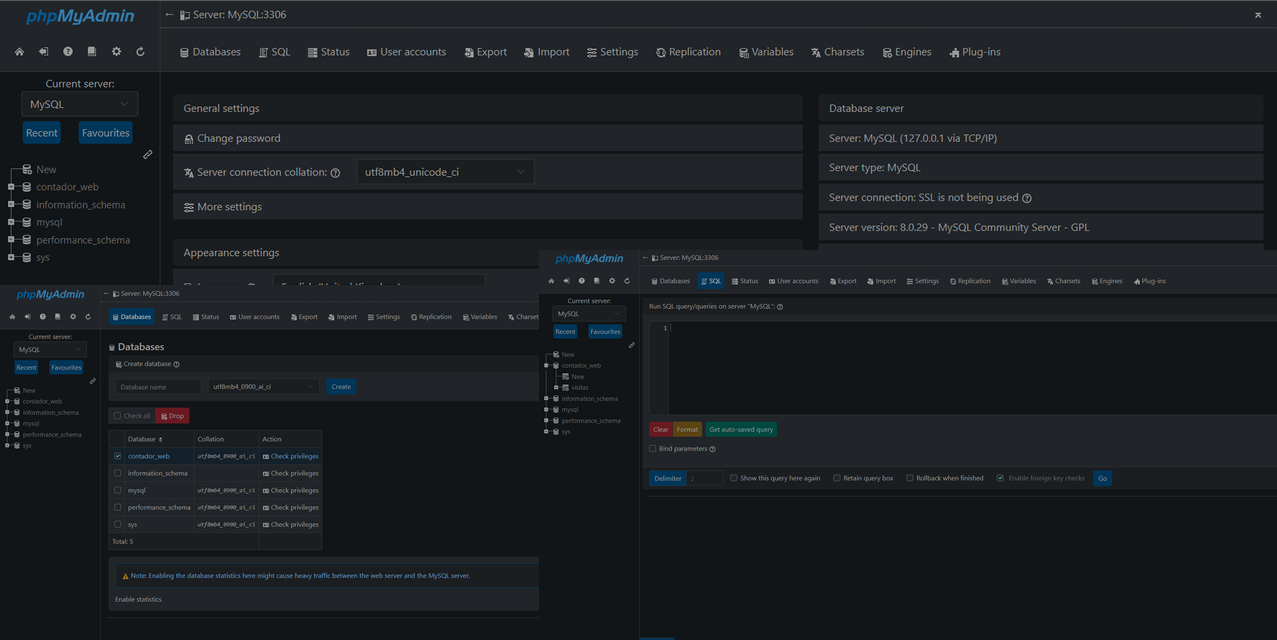 phpMyAdmin
Server: MySQL:3306
Databases SQL Status User accounts Export Import Settings Replication Variables Charsets Engines Plug-ins
Current server:
MySQL
Recent Favourites
New
contador_web
information_schema
mysql
performance_schema
sys
General settings
Change password
Server connection collation:
utf8mb4_unicode_ci
More settings
Appearance settings
Database server
Server: MySQL (127.0.0.1 via TCP/IP)
Server type: MySQL
Server connection: SSL is not being used
Server version: 8.0.29 - MySQL Community Server - GPL
phpMyAdmin
Server: MySQL:3306
Databases SQL Status User accounts Export Import Settings Replication Variables Charset
Current server:
MySQL
Recent Favourites
New
contador_web
information_schema
mysql
performance_schema
sys
Databases
Create database
Database name utf8mb4_0900_ai_ci Create
Check all Drop
Database Collation Action
contador_web utf8mb4_0900_ai_ci Check privileges
information_schema Check privileges
mysql utf8mb4_0900_ai_ci Check privileges
performance_schema utf8mb4_0900_ai_ci Check privileges
sys utf8mb4_0900_ai_ci Check privileges
Total: 5
Note: Enabling the database statistics here might cause heavy traffic between the web server and the MySQL server.
Enable statistics
phpMyAdmin
Server: MySQL:3306
Databases SQL Status User accounts Export Import Settings Replication Variables Charsets Engines Plug-ins
Current server:
MySQL
Recent Favourites
New
contador_web
New
visitas
information_schema
mysql
performance_schema
sys
Run SQL query/queries on server "MySQL":
1
Clear Format Get auto-saved query
Bind parameters
Delimiter ; Show this query here again Retain query box Rollback when finished Enable foreign key checks Go